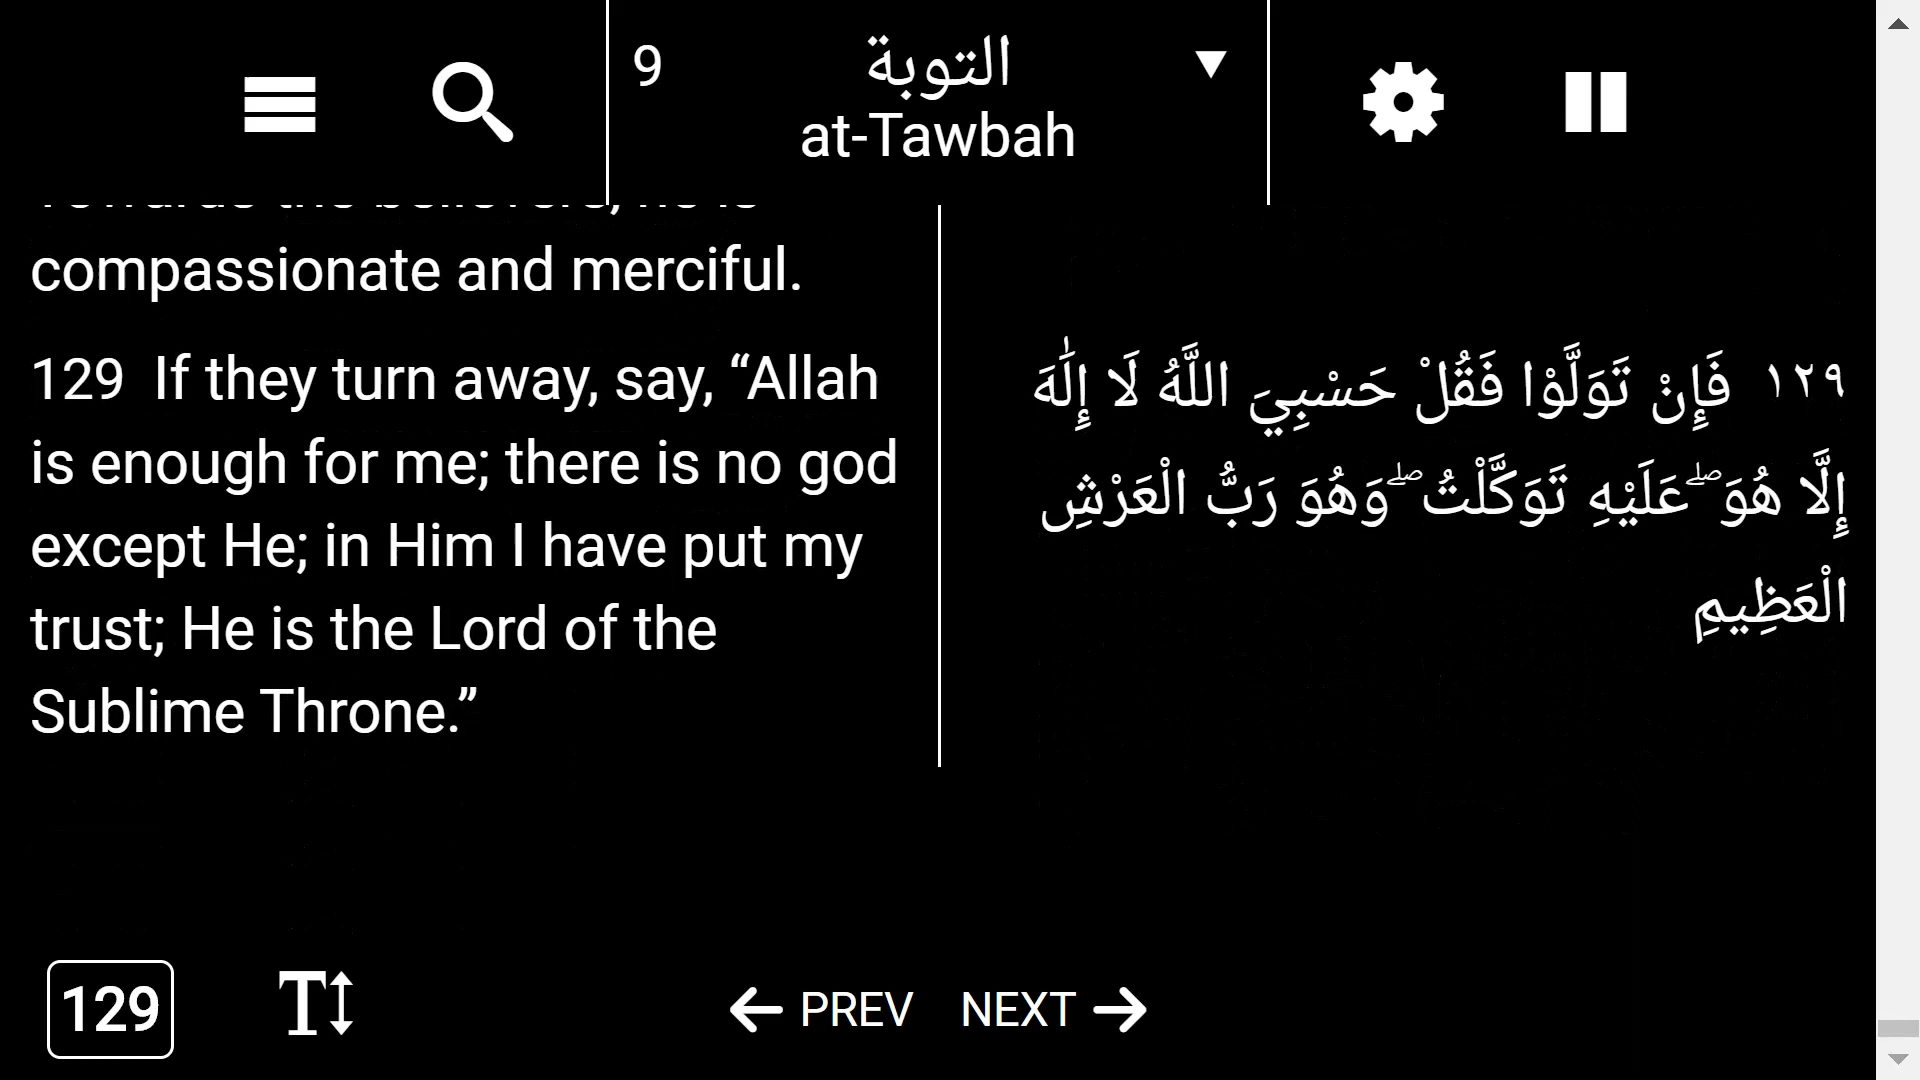 9
التوبة
at-Tawbah
compassionate and merciful.
129 If they turn away, say, “Allah
is enough for me; there is no god
except He; in Him I have put my
trust; He is the Lord of the
Sublime Throne.”
١٢٩ فَإِنْ تَوَلَّوْا فَقُلْ حَسْبِيَ اللَّهُ لَا إِلَٰهَ
إِلَّا هُوَ ۖ عَلَيْهِ تَوَكَّلْتُ ۖ وَهُوَ رَبُّ الْعَرْشِ
الْعَظِيمِ
129
T
PREV NEXT